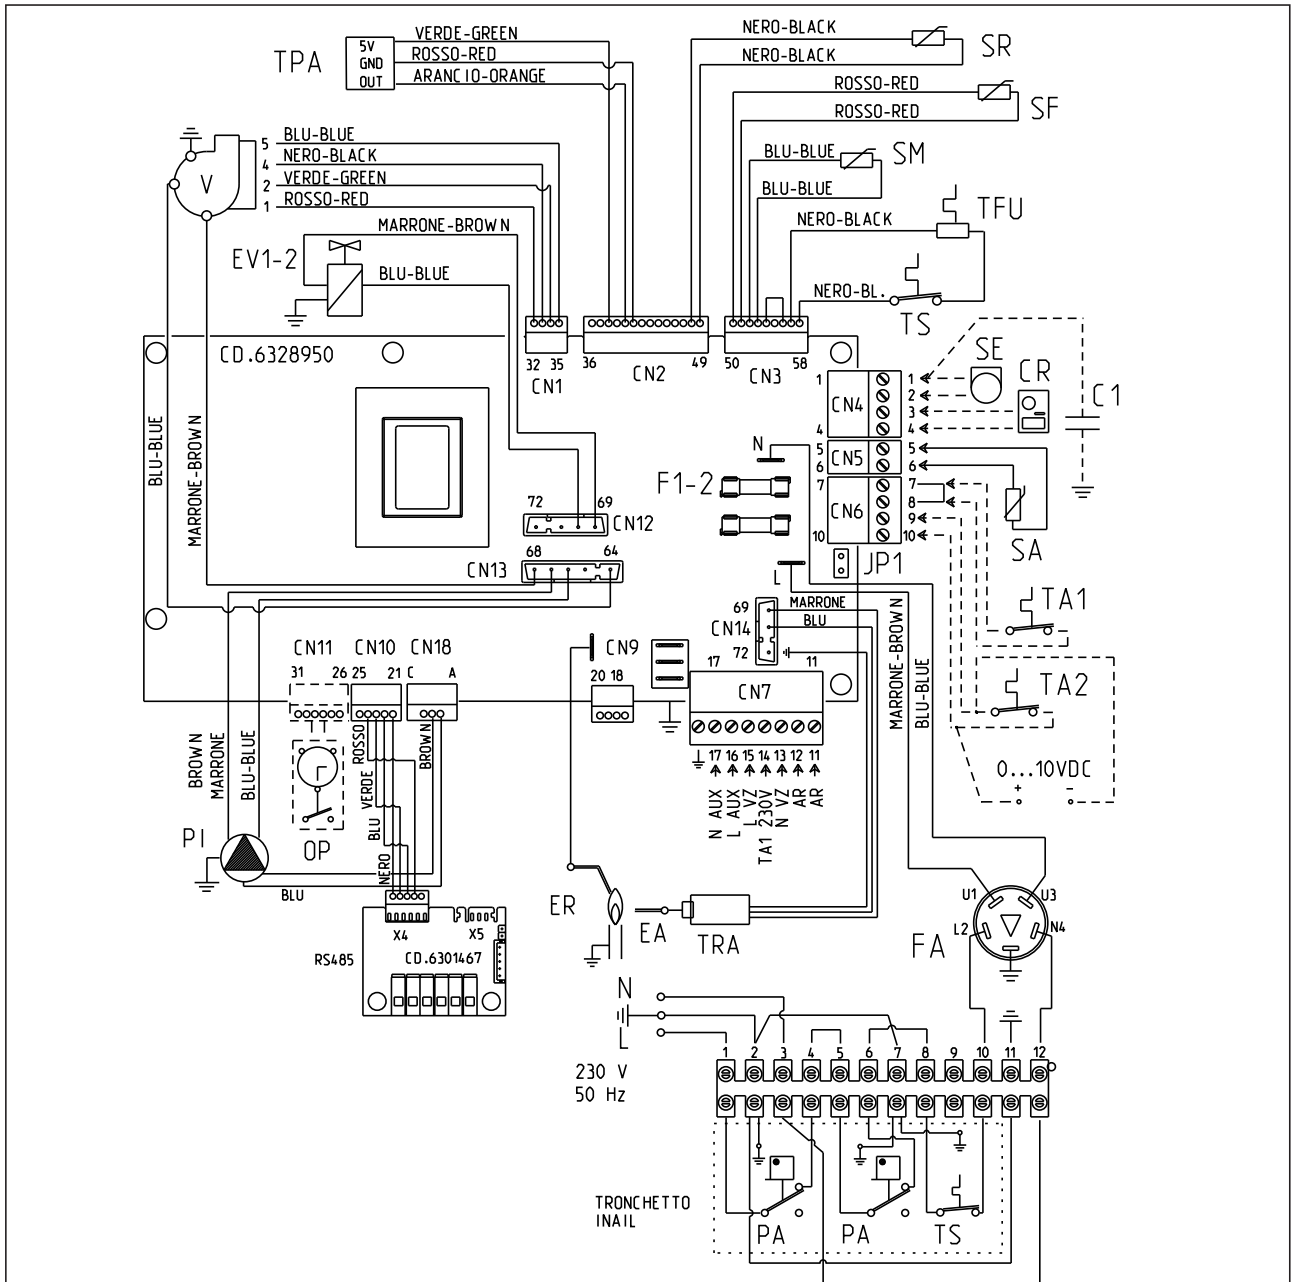 VERDE-GREEN
ROSSO-RED
ARANCIO-ORANGE
TPA
5V
GND
OUT
NERO-BLACK
NERO-BLACK
SR
ROSSO-RED
ROSSO-RED
SF
BLU-BLUE
BLU-BLUE
SM
NERO-BLACK
TFU
NERO-BL.
TS
V
5 BLU-BLUE
4 NERO-BLACK
2 VERDE-GREEN
1 ROSSO-RED
MARRONE-BROWN
EV1-2
BLU-BLUE
CD.6328950
32 35
CN1
36 49
CN2
50 58
CN3
BLU-BLUE
MARRONE-BROWN
1
CN4
4
1
2
3
4
SE
CR
C1
5
CN5
6
5
6
7
CN6
10
7
8
9
10
SA
N
F1-2
72 69
CN12
68 64
CN13
L
JP1
69 MARRONE
CN14 BLU
72
MARRONE-BROWN
BLU-BLUE
TA1
TA2
0...10VDC
+ -
CN11 CN10 CN18
31 26 25 21 C A
CN9
20 18
17 11
CN7
17 16 15 14 13 12 11
N AUX
L AUX
L VZ
TA1 230V
N VZ
AR
AR
BROWN
MARRONE
BLU-BLUE
ROSSO
VERDE
BLU
NERO
BROWN
PI
OP
BLU
X4 X5
RS485
CD.6301467
ER
EA
TRA
U1 U3
L2 N4
FA
N
L
230 V
50 Hz
1 2 3 4 5 6 7 8 9 10 11 12
TRONCHETTO
INAIL
PA PA TS